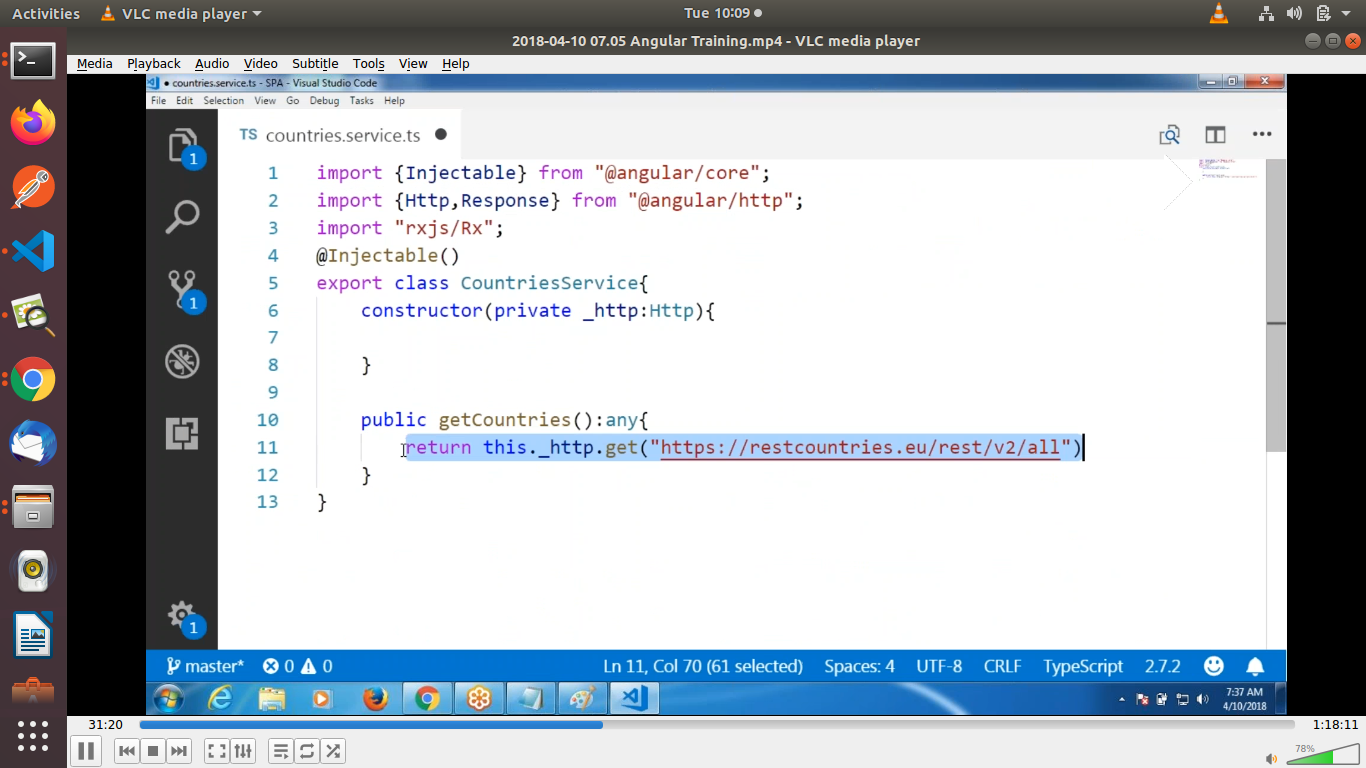 Activities
VLC media player
Tue 10:09
2018-04-10 07.05 Angular Training.mp4 - VLC media player
Media Playback Audio Video Subtitle Tools View Help
• countries.service.ts - SPA - Visual Studio Code
File Edit Selection View Go Debug Tasks Help
TS countries.service.ts
1 import {Injectable} from "@angular/core";
2 import {Http,Response} from "@angular/http";
3 import "rxjs/Rx";
4 @Injectable()
5 export class CountriesService{
6 constructor(private _http:Http){
7
8 }
9
10 public getCountries():any{
11 return this._http.get("https://restcountries.eu/rest/v2/all")
12 }
13 }
1
1
1
master* 0 0 Ln 11, Col 70 (61 selected) Spaces: 4 UTF-8 CRLF TypeScript 2.7.2
7:37 AM
4/10/2018
31:20 1:18:11
78%